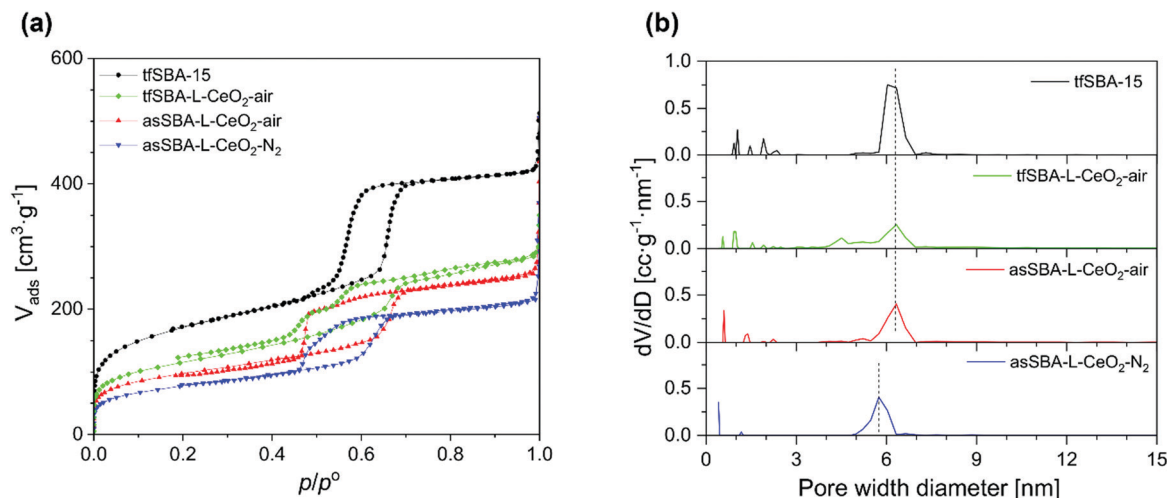 (a)
600
400
200
0
V_ads [cm³·g⁻¹]
tfSBA-15
tfSBA-L-CeO₂-air
asSBA-L-CeO₂-air
asSBA-L-CeO₂-N₂
0.0 0.2 0.4 0.6 0.8 1.0
p/pº
(b)
1.0
0.5
0.0
0.5
0.0
0.5
0.0
0.5
0.0
dV/dD [cc·g⁻¹·nm⁻¹]
tfSBA-15
tfSBA-L-CeO₂-air
asSBA-L-CeO₂-air
asSBA-L-CeO₂-N₂
0 3 6 9 12 15
Pore width diameter [nm]